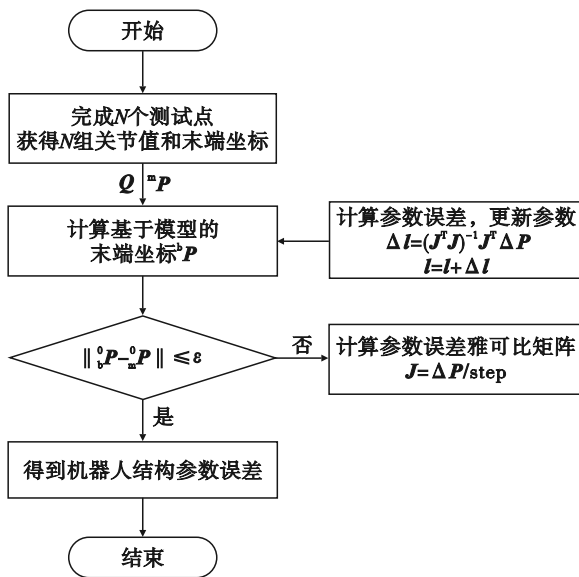 开始
完成N个测试点
获得N组关节值和末端坐标
Q ᵐP
计算基于模型的
末端坐标ᵇP
计算参数误差，更新参数
Δl=(JᵀJ)⁻¹JᵀΔP
l=l+Δl
‖⁰_bP−⁰_mP‖≤ε
否
计算参数误差雅可比矩阵
J=ΔP/step
是
得到机器人结构参数误差
结束